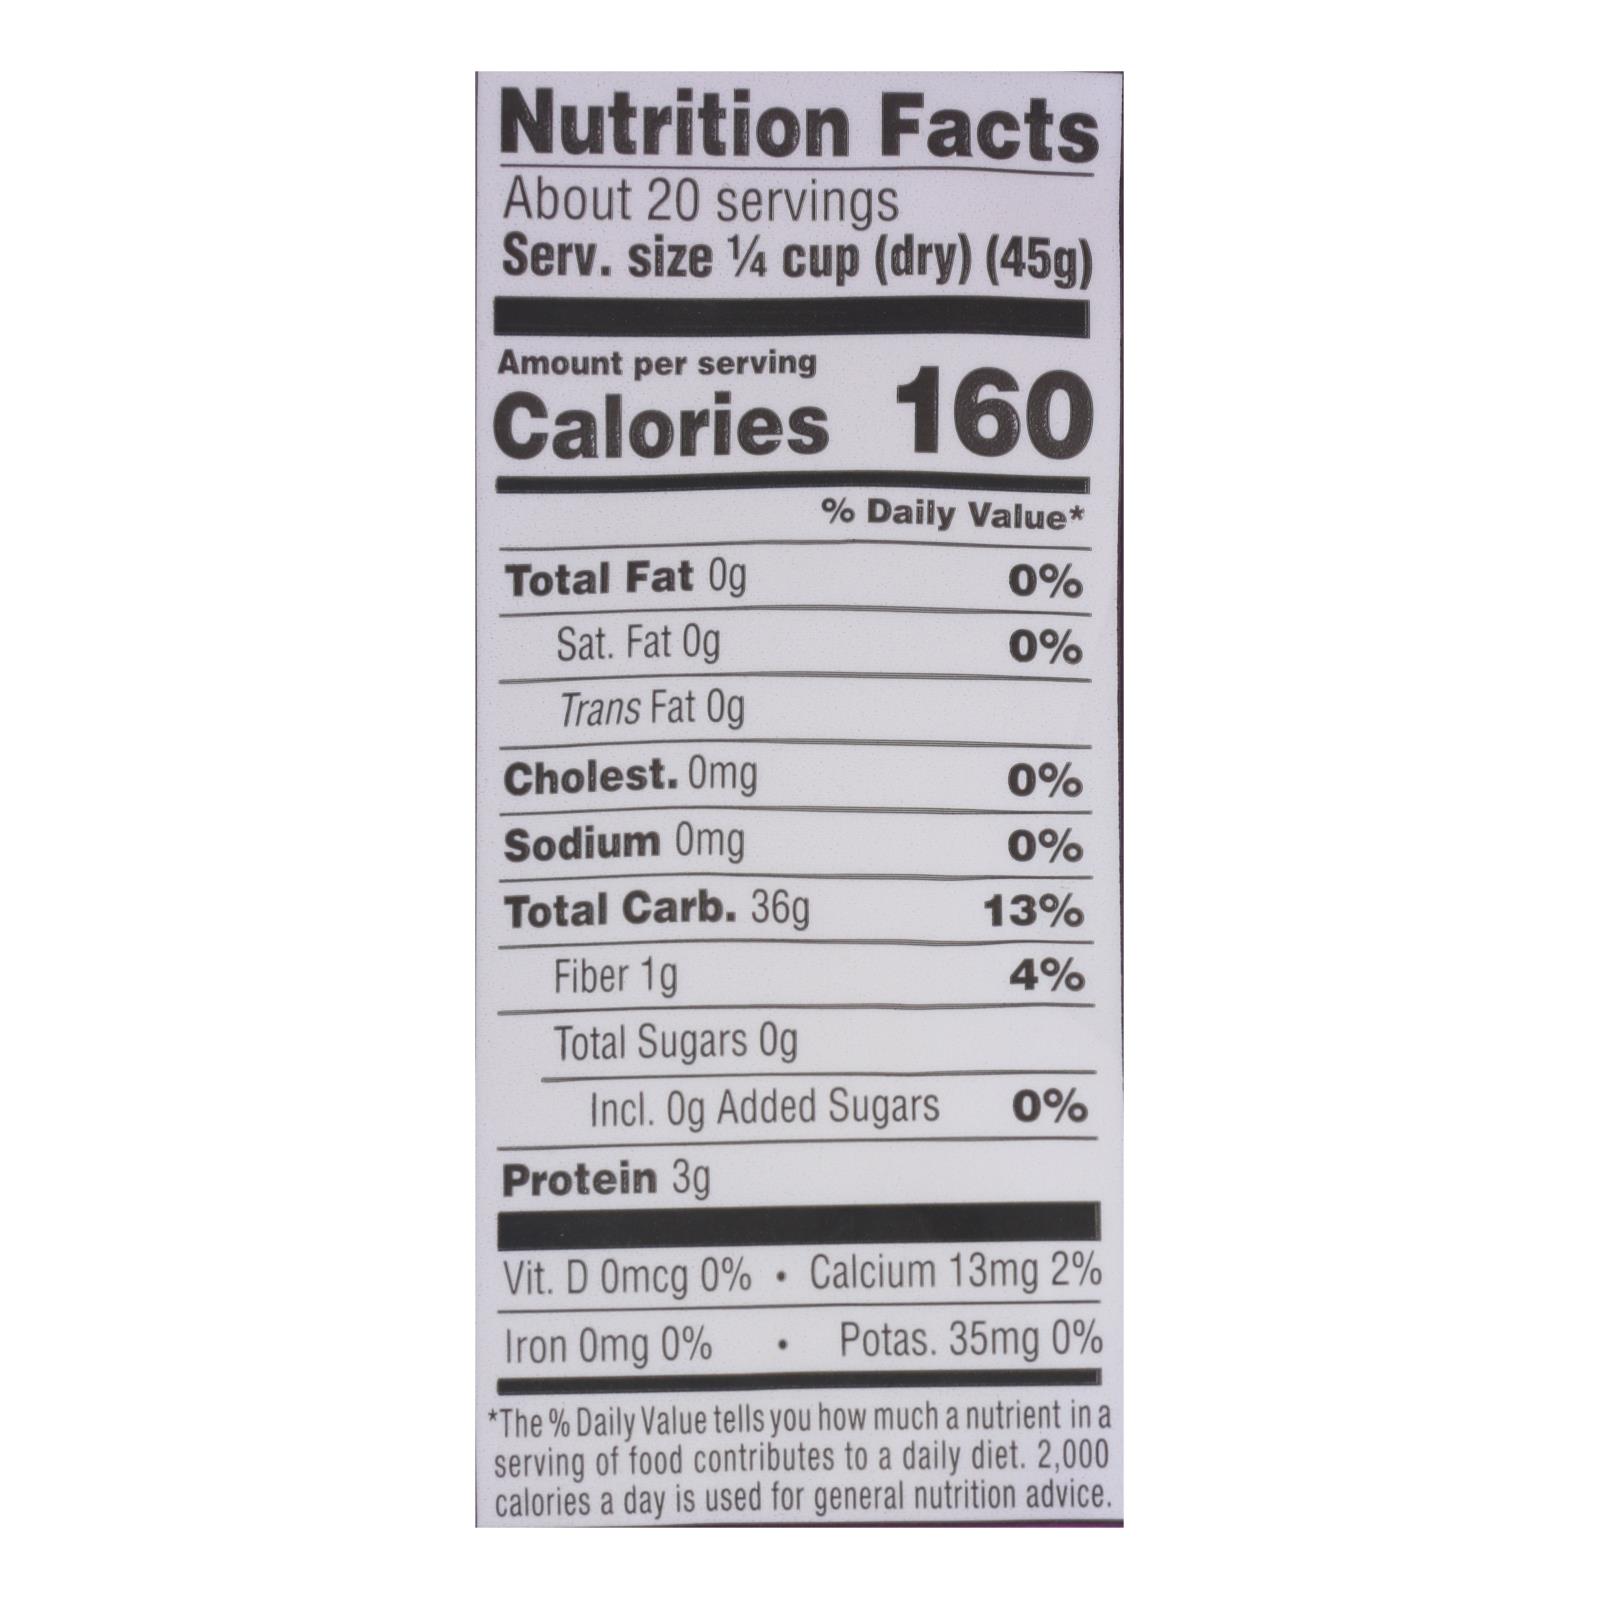 Nutrition Facts
About 20 servings
Serv. size ¼ cup (dry) (45g)
Amount per serving
Calories 160
% Daily Value*
Total Fat 0g 0%
Sat. Fat 0g 0%
Trans Fat 0g
Cholest. 0mg 0%
Sodium 0mg 0%
Total Carb. 36g 13%
Fiber 1g 4%
Total Sugars 0g
Incl. 0g Added Sugars 0%
Protein 3g
Vit. D 0mcg 0% • Calcium 13mg 2%
Iron 0mg 0% • Potas. 35mg 0%
*The % Daily Value tells you how much a nutrient in a
serving of food contributes to a daily diet. 2,000
calories a day is used for general nutrition advice.